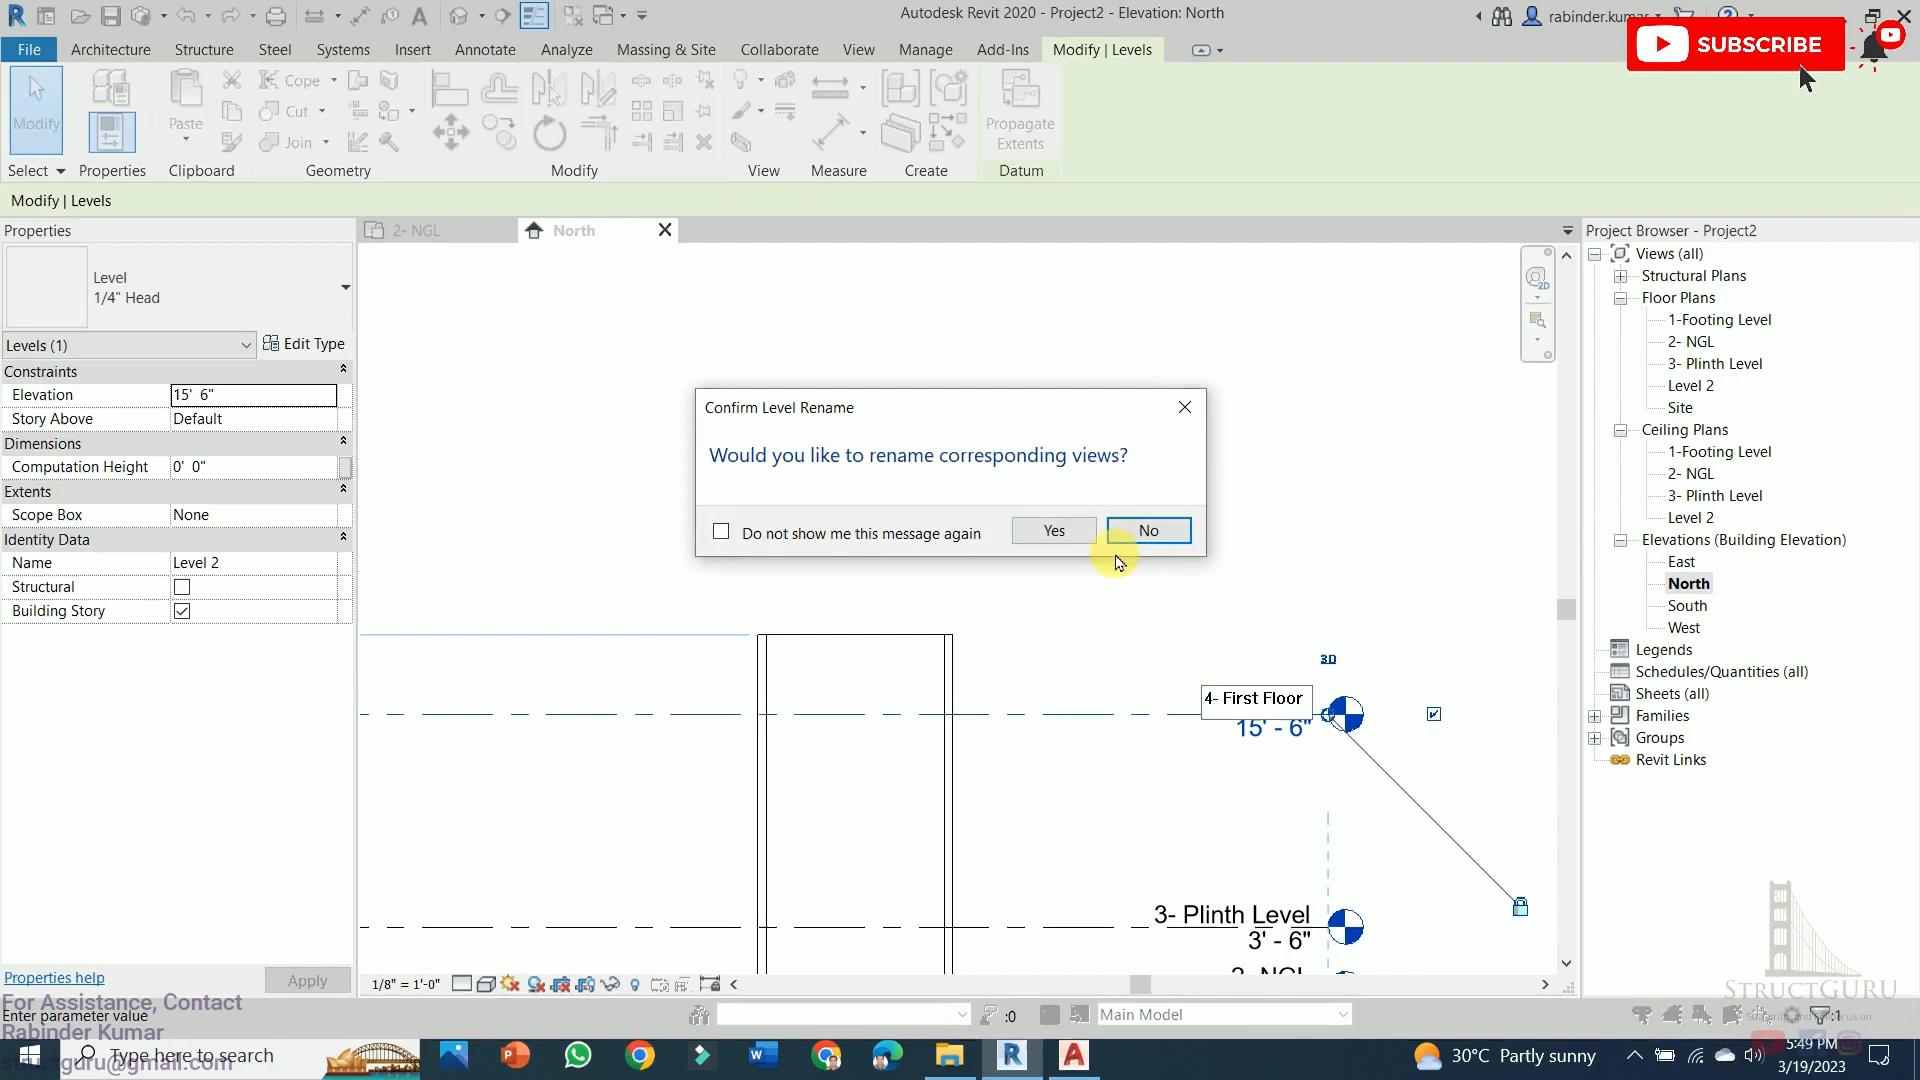 Autodesk Revit 2020 - Project2 - Elevation: North
rabinder.kumar
SUBSCRIBE
File Architecture Structure Steel Systems Insert Annotate Analyze Massing & Site Collaborate View Manage Add-Ins Modify | Levels
Modify
Paste
Cope
Cut
Join
Propagate
Extents
Select Properties Clipboard Geometry Modify View Measure Create Datum
Modify | Levels
Properties
2- NGL
North
Project Browser - Project2
Level
1/4" Head
Levels (1)
Edit Type
Constraints
Elevation 15' 6"
Story Above Default
Dimensions
Computation Height 0' 0"
Extents
Scope Box None
Identity Data
Name Level 2
Structural
Building Story
Properties help
Apply
2D
Confirm Level Rename
Would you like to rename corresponding views?
Do not show me this message again
Yes
No
3D
4- First Floor
15' - 6"
3- Plinth Level
3' - 6"
2- NGL
Views (all)
Structural Plans
Floor Plans
1-Footing Level
2- NGL
3- Plinth Level
Level 2
Site
Ceiling Plans
1-Footing Level
2- NGL
3- Plinth Level
Level 2
Elevations (Building Elevation)
East
North
South
West
Legends
Schedules/Quantities (all)
Sheets (all)
Families
Groups
Revit Links
STRUCTGURU
1/8" = 1'-0"
For Assistance, Contact
Enter parameter value
Rabinder Kumar
structguru@gmail.com
:0
Main Model
:1
Type here to search
30°C Partly sunny
5:49 PM
3/19/2023